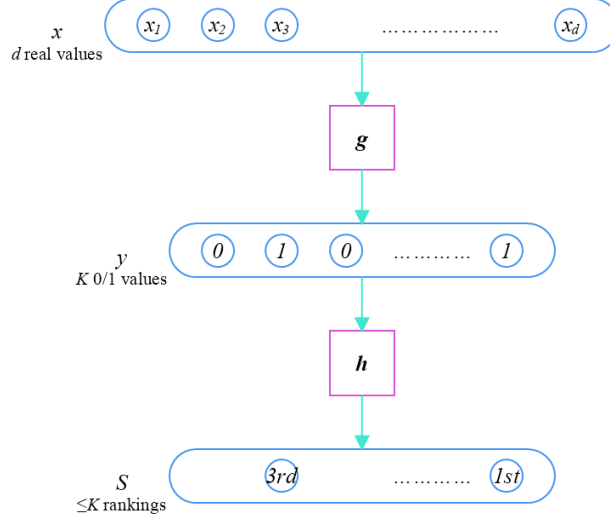 x
d real values
x1 x2 x3 ………………… xd
g
y
K 0/1 values
0 1 0 ………… 1
h
S
≤K rankings
3rd ………… 1st